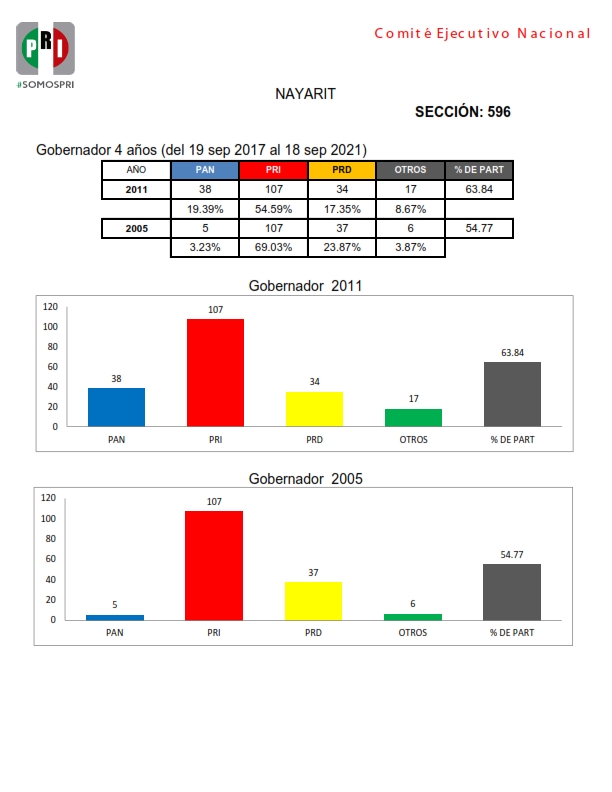 Comité Ejecutivo Nacional
PRI
#SOMOSPRI
NAYARIT
SECCIÓN: 596
Gobernador 4 años (del 19 sep 2017 al 18 sep 2021)
AÑO PAN PRI PRD OTROS % DE PART
2011 38 107 34 17 63.84
19.39% 54.59% 17.35% 8.67%
2005 5 107 37 6 54.77
3.23% 69.03% 23.87% 3.87%
Gobernador 2011
120
100
80
60
40
20
0
38
107
34
17
63.84
PAN PRI PRD OTROS % DE PART
Gobernador 2005
120
100
80
60
40
20
0
5
107
37
6
54.77
PAN PRI PRD OTROS % DE PART